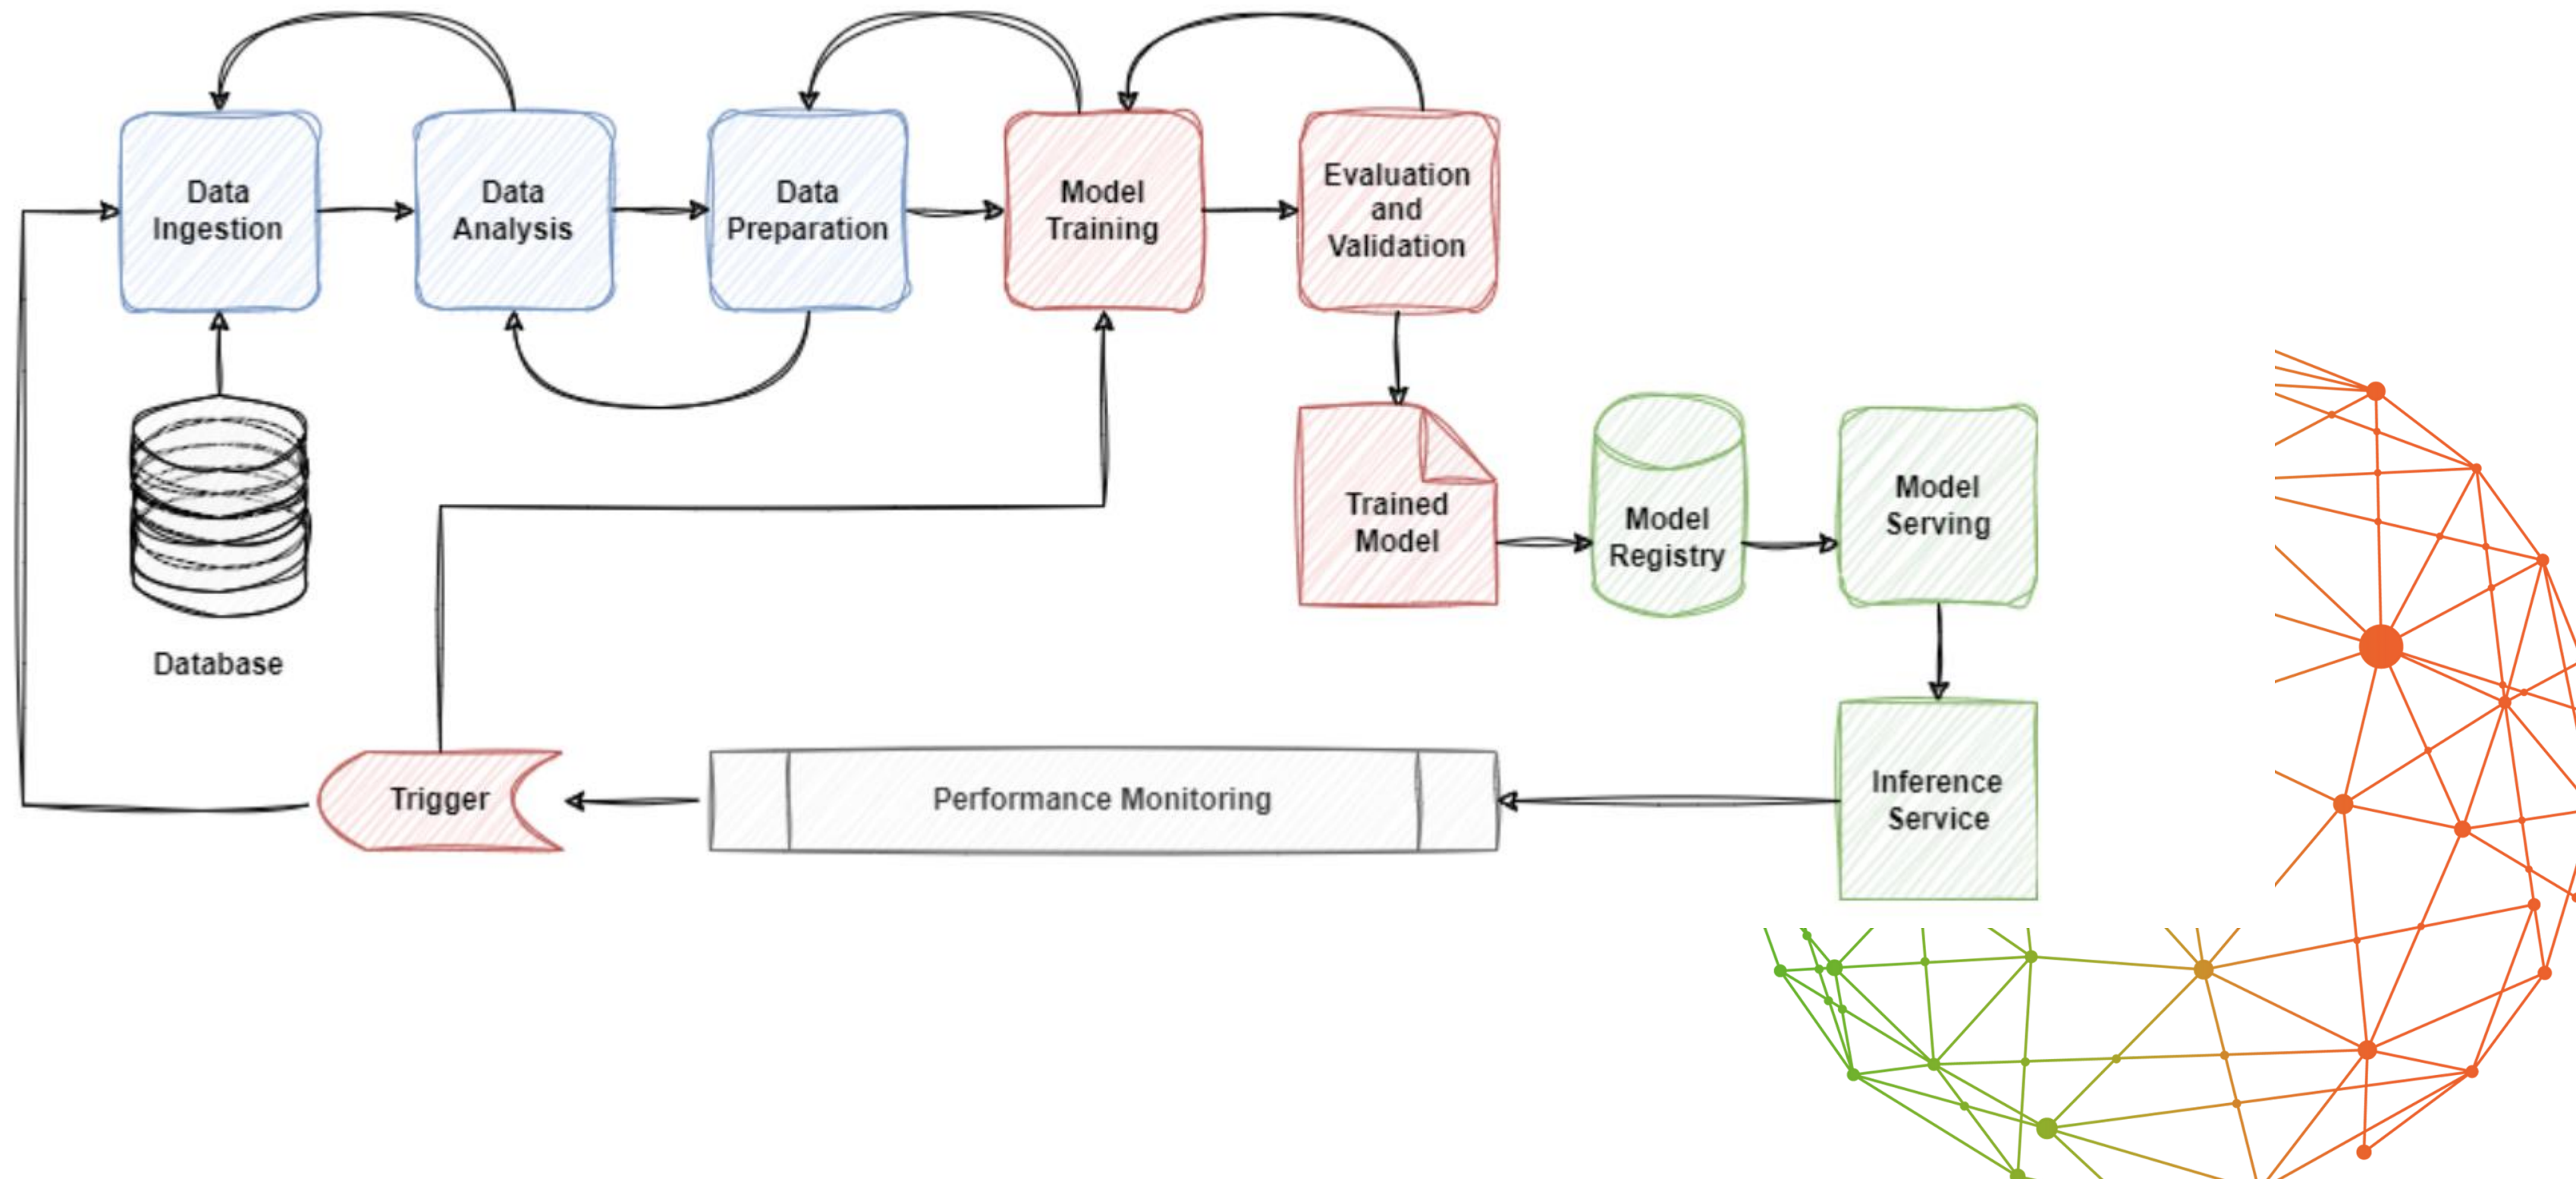 Data
Ingestion
Data
Analysis
Data
Preparation
Model
Training
Evaluation
and
Validation
Database
Trained
Model
Model
Registry
Model
Serving
Trigger
Performance Monitoring
Inference
Service